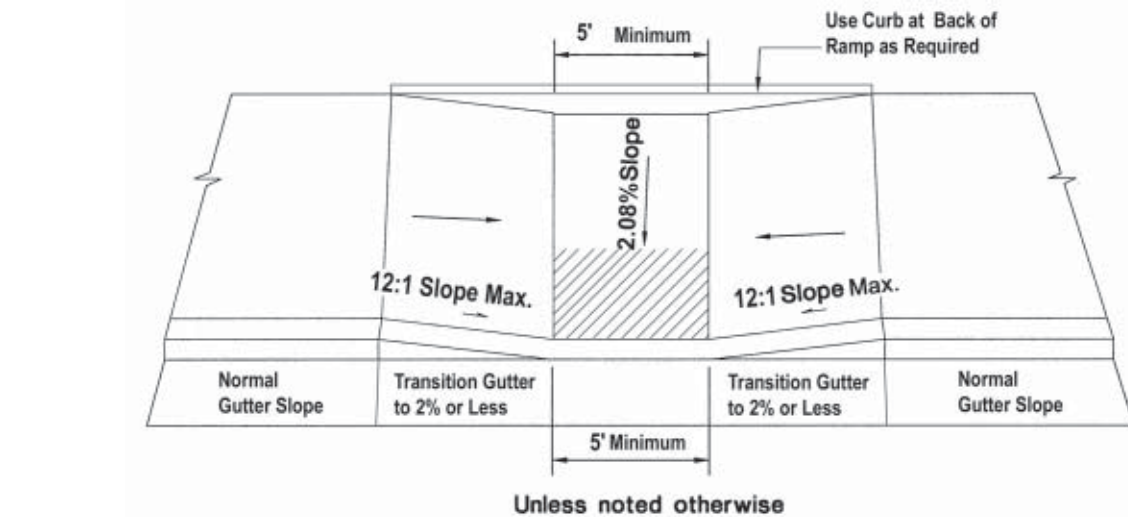 Use Curb at Back of
Ramp as Required
5' Minimum
2.08%Slope
12:1 Slope Max.
12:1 Slope Max.
Normal
Gutter Slope
Transition Gutter
to 2% or Less
Transition Gutter
to 2% or Less
Normal
Gutter Slope
5' Minimum
Unless noted otherwise